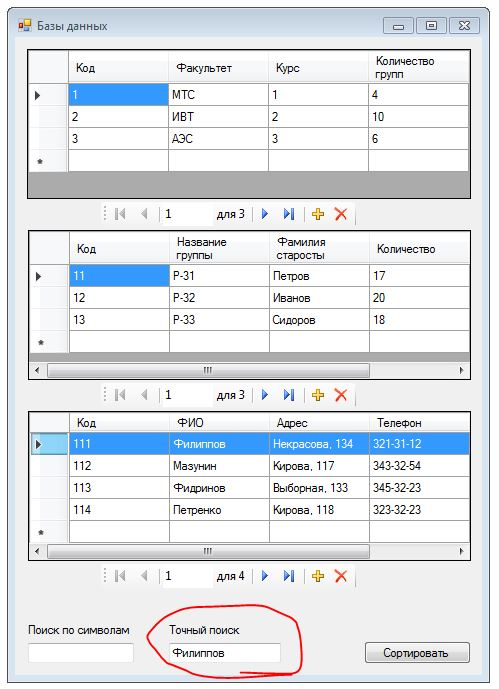 Базы данных
Код Факультет Курс Количество групп
1 МТС 1 4
2 ИВТ 2 10
3 АЭС 3 6
1 для 3
Код Название группы Фамилия старосты Количество
11 Р-31 Петров 17
12 Р-32 Иванов 20
13 Р-33 Сидоров 18
1 для 3
Код ФИО Адрес Телефон
111 Филиппов Некрасова, 134 321-31-12
112 Мазунин Кирова, 117 343-32-54
113 Фидринов Выборная, 133 345-32-23
114 Петренко Кирова, 118 323-32-23
1 для 4
Поиск по символам Точный поиск
Филиппов Сортировать